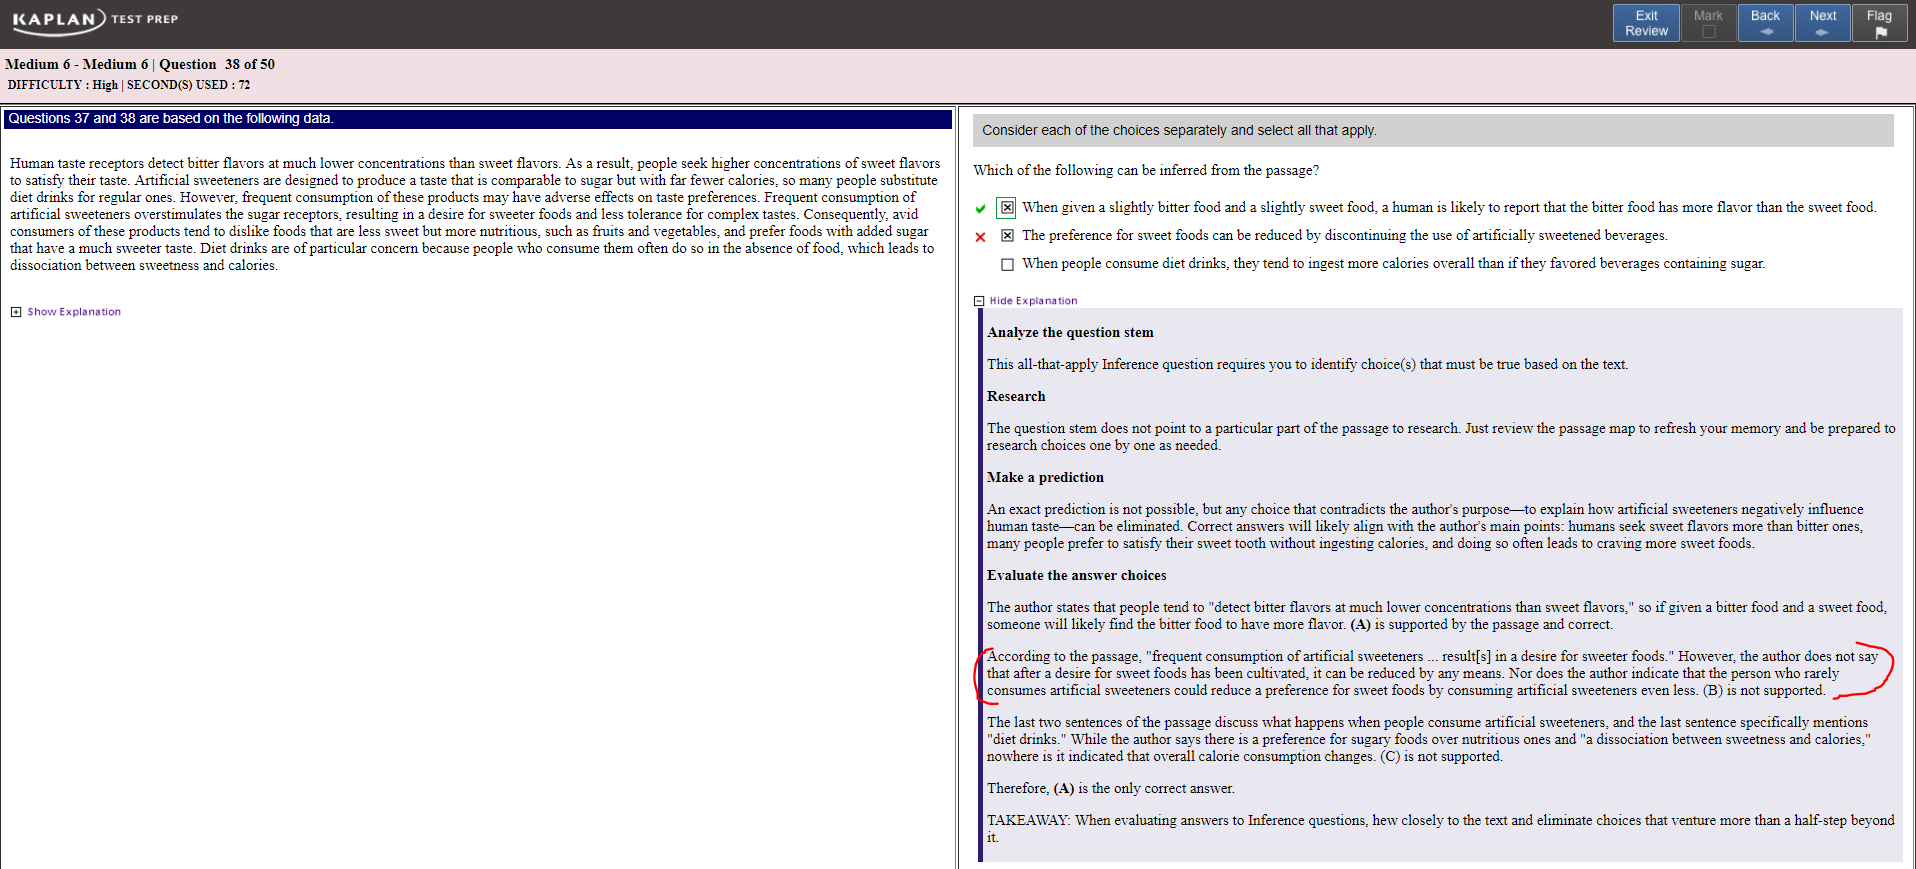 KAPLAN TEST PREP
Exit Review
Mark
Back
Next
Flag
Medium 6 - Medium 6 | Question 38 of 50
DIFFICULTY : High | SECOND(S) USED : 72
Questions 37 and 38 are based on the following data.
Human taste receptors detect bitter flavors at much lower concentrations than sweet flavors. As a result, people seek higher concentrations of sweet flavors
to satisfy their taste. Artificial sweeteners are designed to produce a taste that is comparable to sugar but with far fewer calories, so many people substitute
diet drinks for regular ones. However, frequent consumption of these products may have adverse effects on taste preferences. Frequent consumption of
artificial sweeteners overstimulates the sugar receptors, resulting in a desire for sweeter foods and less tolerance for complex tastes. Consequently, avid
consumers of these products tend to dislike foods that are less sweet but more nutritious, such as fruits and vegetables, and prefer foods with added sugar
that have a much sweeter taste. Diet drinks are of particular concern because people who consume them often do so in the absence of food, which leads to
dissociation between sweetness and calories.
Show Explanation
Consider each of the choices separately and select all that apply.
Which of the following can be inferred from the passage?
When given a slightly bitter food and a slightly sweet food, a human is likely to report that the bitter food has more flavor than the sweet food.
The preference for sweet foods can be reduced by discontinuing the use of artificially sweetened beverages.
When people consume diet drinks, they tend to ingest more calories overall than if they favored beverages containing sugar.
Hide Explanation
Analyze the question stem
This all-that-apply Inference question requires you to identify choice(s) that must be true based on the text.
Research
The question stem does not point to a particular part of the passage to research. Just review the passage map to refresh your memory and be prepared to
research choices one by one as needed.
Make a prediction
An exact prediction is not possible, but any choice that contradicts the author's purpose—to explain how artificial sweeteners negatively influence
human taste—can be eliminated. Correct answers will likely align with the author's main points: humans seek sweet flavors more than bitter ones,
many people prefer to satisfy their sweet tooth without ingesting calories, and doing so often leads to craving more sweet foods.
Evaluate the answer choices
The author states that people tend to "detect bitter flavors at much lower concentrations than sweet flavors," so if given a bitter food and a sweet food,
someone will likely find the bitter food to have more flavor. (A) is supported by the passage and correct.
According to the passage, "frequent consumption of artificial sweeteners ... result[s] in a desire for sweeter foods." However, the author does not say
that after a desire for sweet foods has been cultivated, it can be reduced by any means. Nor does the author indicate that the person who rarely
consumes artificial sweeteners could reduce a preference for sweet foods by consuming artificial sweeteners even less. (B) is not supported.
The last two sentences of the passage discuss what happens when people consume artificial sweeteners, and the last sentence specifically mentions
"diet drinks." While the author says there is a preference for sugary foods over nutritious ones and "a dissociation between sweetness and calories,"
nowhere is it indicated that overall calorie consumption changes. (C) is not supported.
Therefore, (A) is the only correct answer.
TAKEAWAY: When evaluating answers to Inference questions, hew closely to the text and eliminate choices that venture more than a half-step beyond
it.